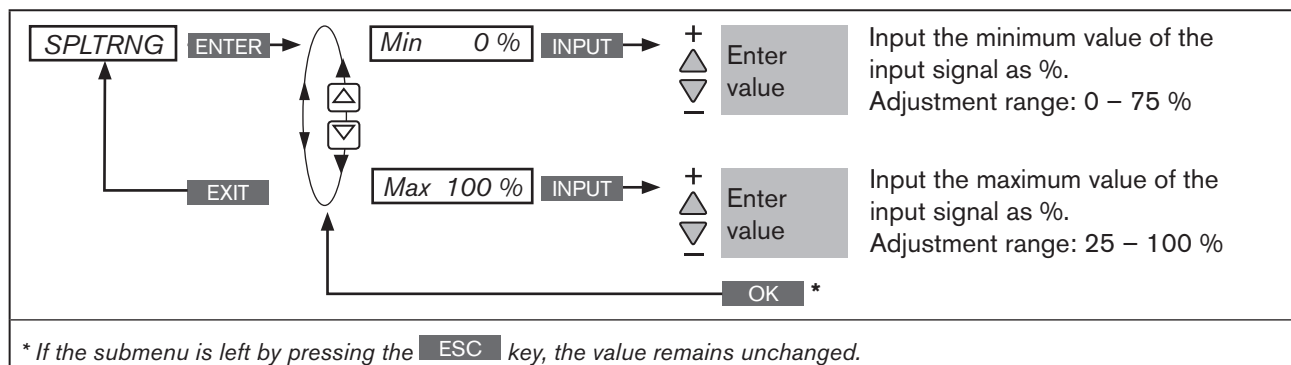 SPLTRNG ENTER Min 0 % INPUT + Enter value – Input the minimum value of the
input signal as %.
Adjustment range: 0 – 75 %
EXIT Max 100 % INPUT + Enter value – Input the maximum value of the
input signal as %.
Adjustment range: 25 – 100 %
OK *
* If the submenu is left by pressing the ESC key, the value remains unchanged.